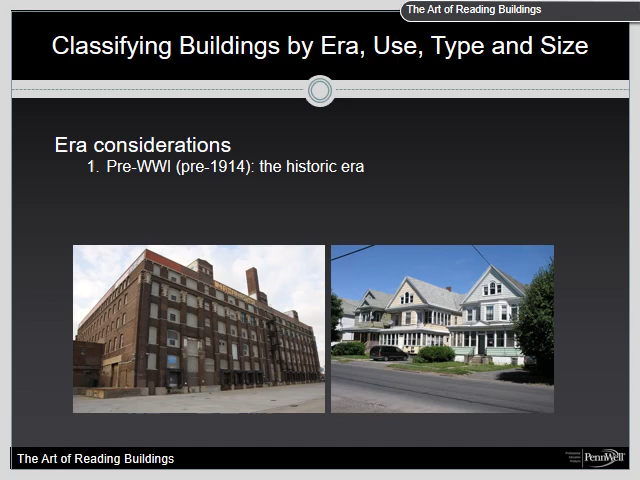 The Art of Reading Buildings
Classifying Buildings by Era, Use, Type and Size
Era considerations
1. Pre-WWI (pre-1914): the historic era
The Art of Reading Buildings
PennWell